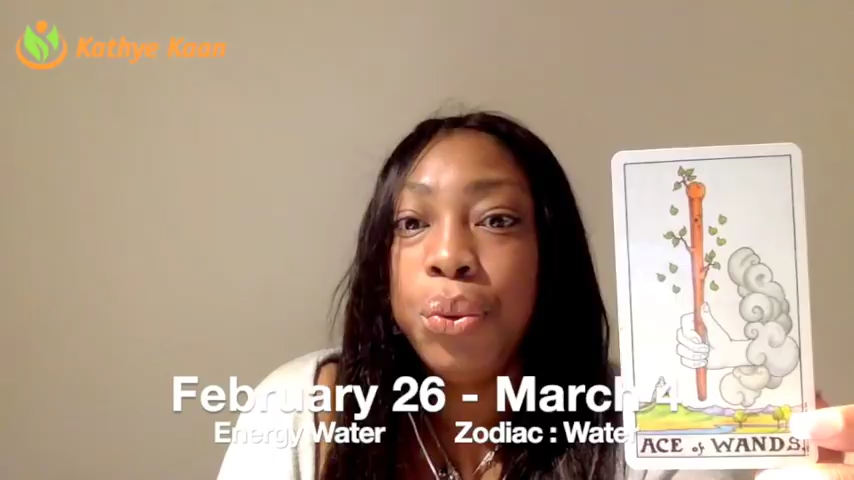 Kathye Kaan
February 26 - March 4
Energy Water Zodiac : Water
ACE of WANDS.